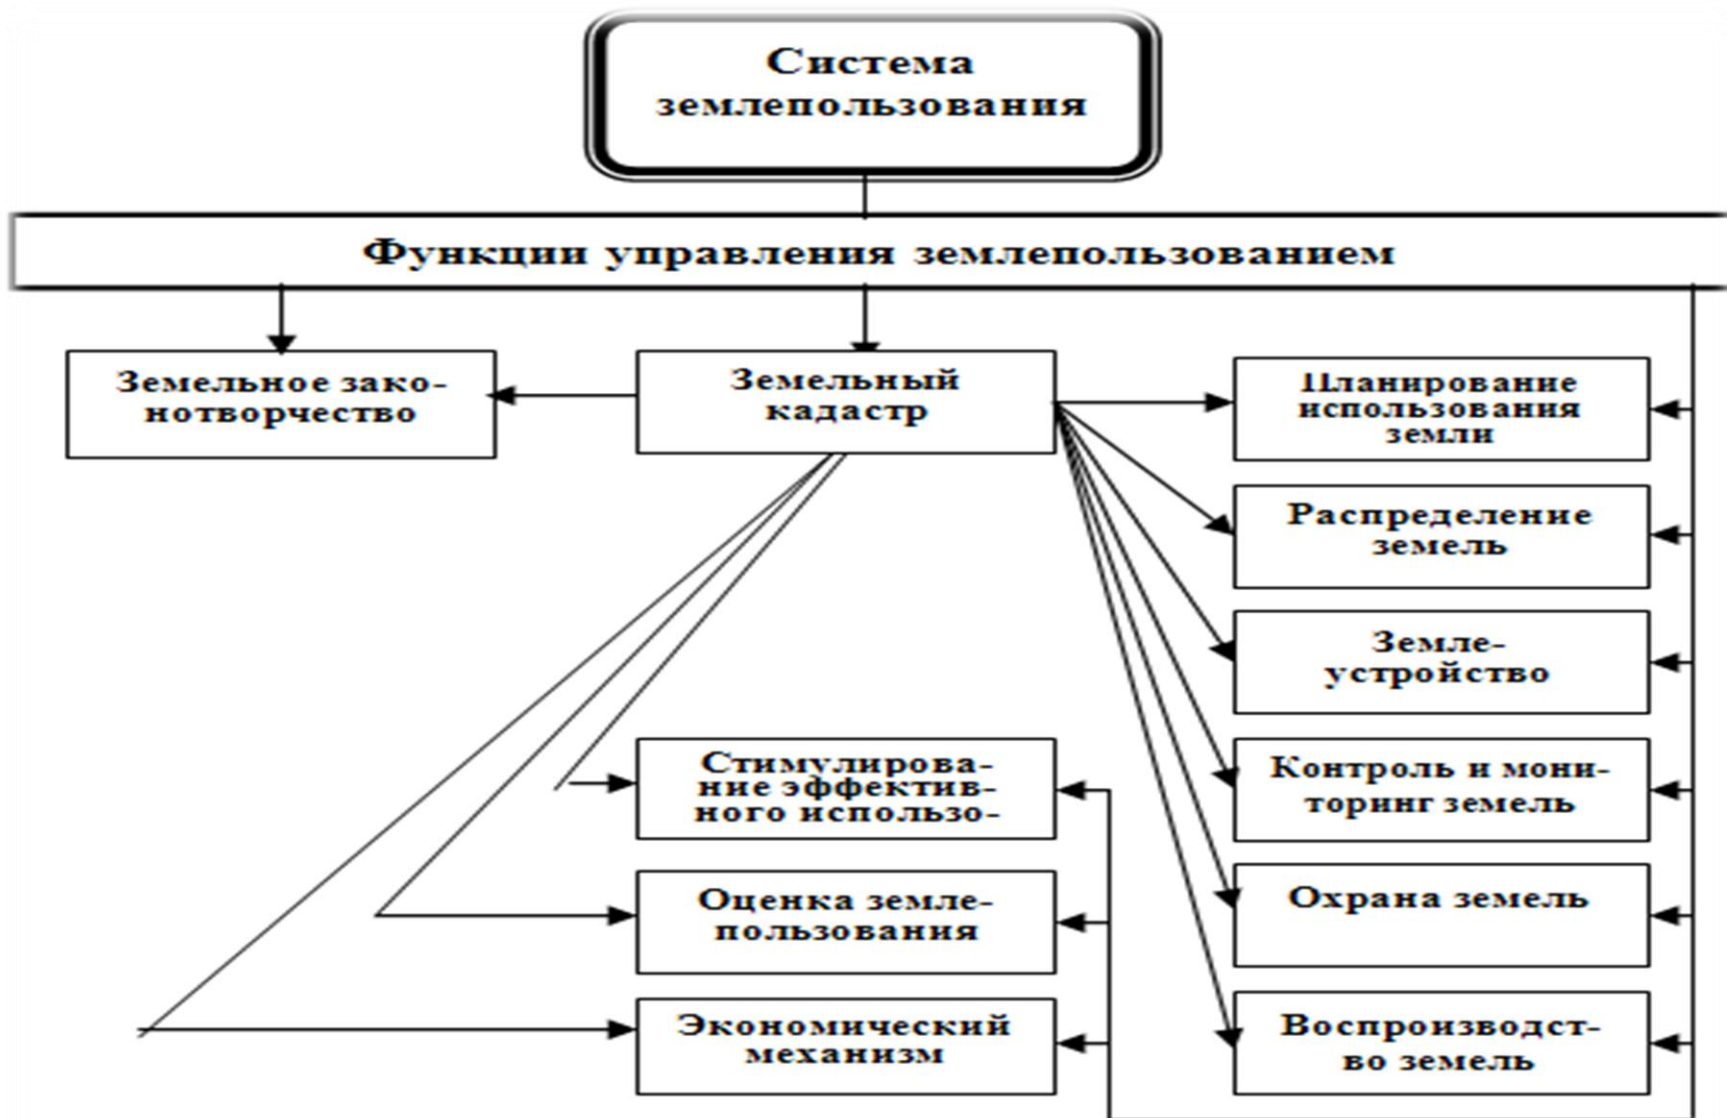 Система
землепользования
Функции управления землепользованием
Земельное зако-
нотворчество
Земельный
кадастр
Планирование
использования
земли
Распределение
земель
Земле-
устройство
Стимулирова-
ние эффектив-
ного использо-
Контроль и мони-
торинг земель
Оценка земле-
пользования
Охрана земель
Экономический
механизм
Воспроизводст-
во земель